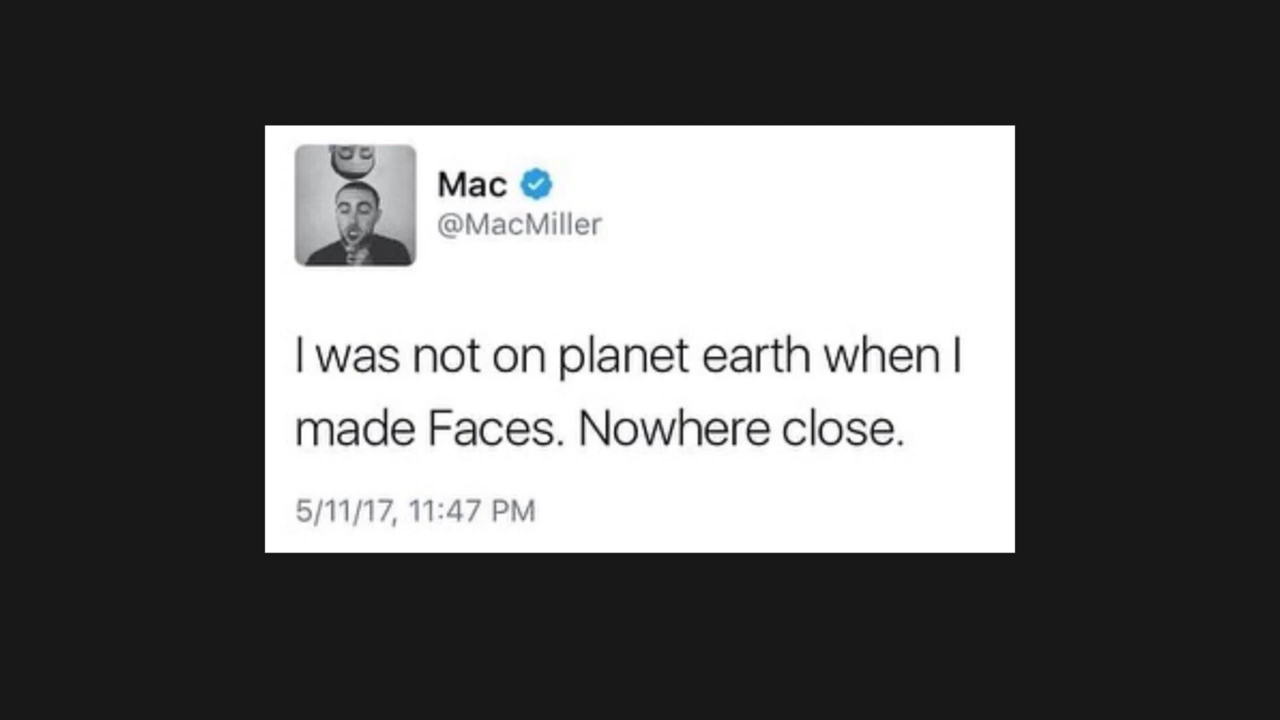 Mac
@MacMiller
I was not on planet earth when I
made Faces. Nowhere close.
5/11/17, 11:47 PM